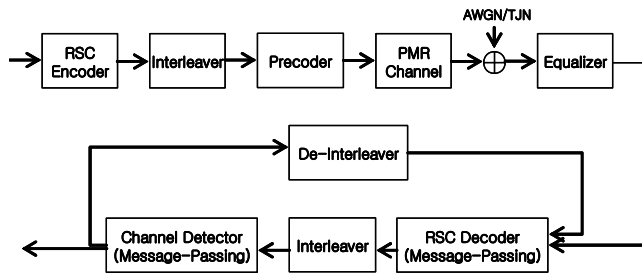 AWGN/TJN
RSC
Encoder
Interleaver
Precoder
PMR
Channel
Equalizer
De-Interleaver
Channel Detector
(Message-Passing)
Interleaver
RSC Decoder
(Message-Passing)